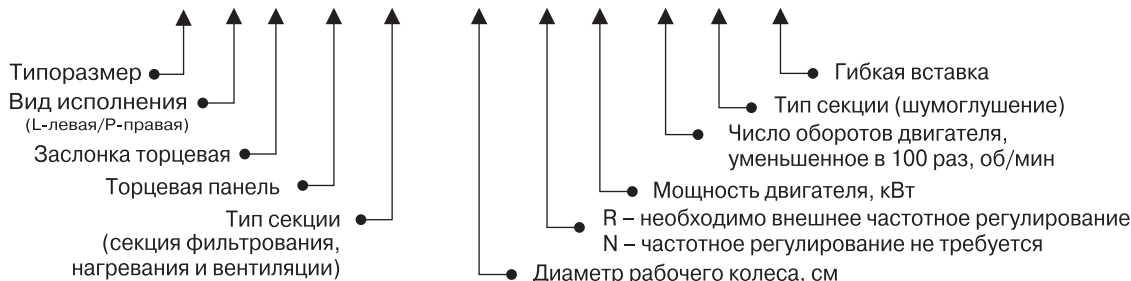 Типоразмер
Вид исполнения
(L-левая/P-правая)
Заслонка торцевая
Торцевая панель
Тип секции
(секция фильтрования,
нагревания и вентиляции)
Гибкая вставка
Тип секции (шумоглушение)
Число оборотов двигателя,
уменьшенное в 100 раз, об/мин
Мощность двигателя, кВт
R – необходимо внешнее частотное регулирование
N – частотное регулирование не требуется
Диаметр рабочего колеса, см